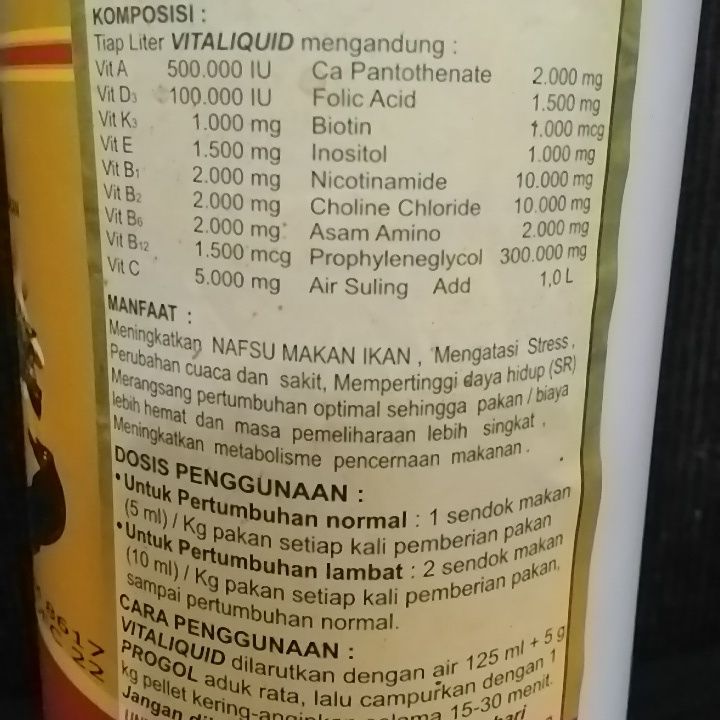 KOMPOSISI :
Tiap Liter VITALIQUID mengandung :
Vit A 500.000 IU Ca Pantothenate 2.000 mg
Vit D3 100.000 IU Folic Acid 1.500 mg
Vit K3 1.000 mg Biotin 1.000 mcg
Vit E 1.500 mg Inositol 1.000 mg
Vit B1 2.000 mg Nicotinamide 10.000 mg
Vit B2 2.000 mg Choline Chloride 10.000 mg
Vit B6 2.000 mg Asam Amino 2.000 mg
Vit B12 1.500 mcg Prophyleneglycol 300.000 mg
Vit C 5.000 mg Air Suling Add 1,0 L
MANFAAT :
Meningkatkan NAFSU MAKAN IKAN , Mengatasi Stress ,
Perubahan cuaca dan sakit, Mempertinggi daya hidup (SR)
Merangsang pertumbuhan optimal sehingga pakan / biaya
lebih hemat dan masa pemeliharaan lebih singkat ,
Meningkatkan metabolisme pencernaan makanan .
DOSIS PENGGUNAAN :
• Untuk Pertumbuhan normal : 1 sendok makan
(5 ml) / Kg pakan setiap kali pemberian pakan
• Untuk Pertumbuhan lambat : 2 sendok makan
(10 ml) / Kg pakan setiap kali pemberian pakan,
sampai pertumbuhan normal.
CARA PENGGUNAAN :
VITALIQUID dilarutkan dengan air 125 ml + 5 g
PROGOL aduk rata, lalu campurkan dengan 1
kg pellet kering-anginkan selama 15-30 menit.
Jangan